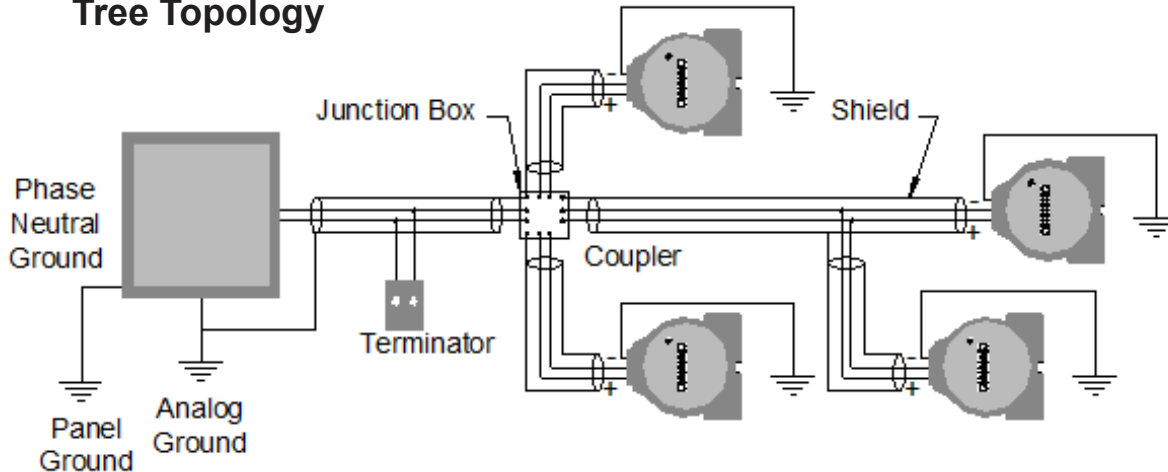 Tree Topology
Junction Box
Shield
Phase
Neutral
Ground
Coupler
Terminator
Panel
Ground
Analog
Ground
-
+
-
+
-
+
-
+